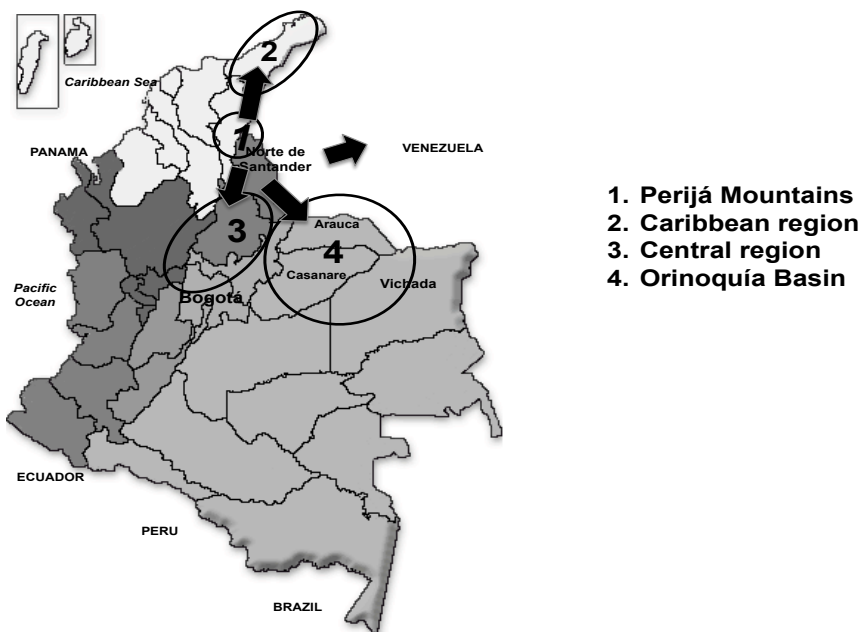 2
Caribbean Sea
1
PANAMA
Norte de
Santander
VENEZUELA
1. Perijá Mountains
2. Caribbean region
3. Central region
4. Orinoquía Basin
3
Arauca
4
Casanare
Vichada
Pacific
Ocean
Bogotá
ECUADOR
PERU
BRAZIL